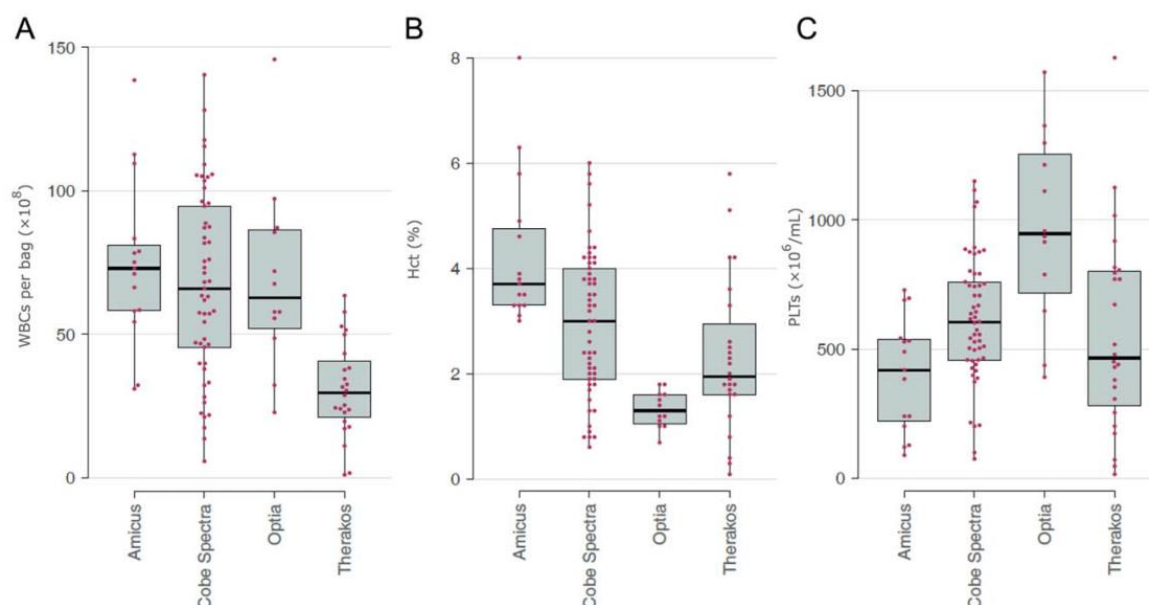 A
WBCs per bag (×10⁸)
150
100
50
0
Amicus
Cobe Spectra
Optia
Therakos
B
Hct (%)
8
6
4
2
0
Amicus
Cobe Spectra
Optia
Therakos
C
PLTs (×10⁶/mL)
1500
1000
500
0
Amicus
Cobe Spectra
Optia
Therakos